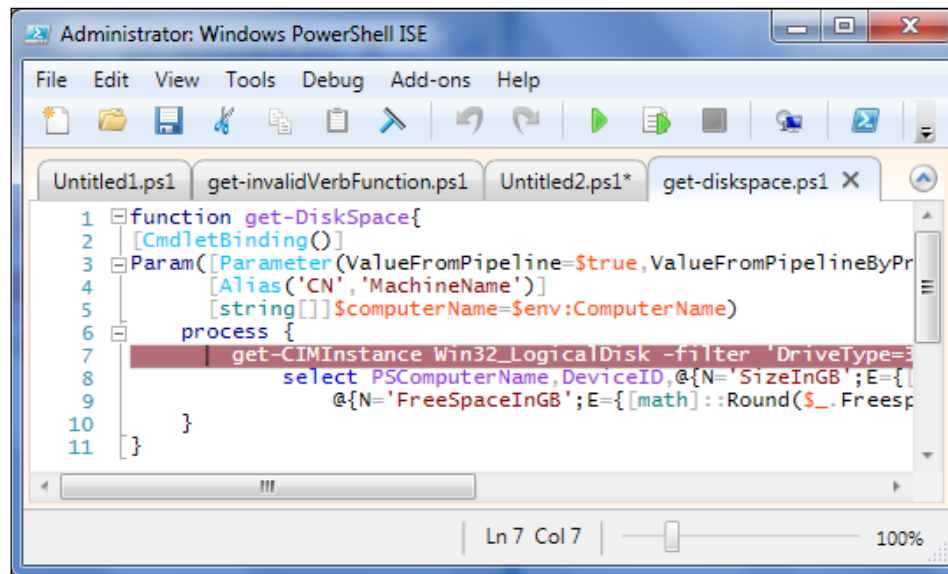 Administrator: Windows PowerShell ISE
File Edit View Tools Debug Add-ons Help
Untitled1.ps1 get-invalidVerbFunction.ps1 Untitled2.ps1* get-diskspace.ps1
1 function get-DiskSpace{
2 [CmdletBinding()]
3 Param([Parameter(ValueFromPipeline=$true,ValueFromPipelineByPr
4 [Alias('CN','MachineName')]
5 [string[]]$computerName=$env:ComputerName)
6 process {
7 get-CIMInstance Win32_LogicalDisk -filter 'DriveType=3
8 select PSComputerName,DeviceID,@{N='SizeInGB';E={[
9 @{N='FreeSpaceInGB';E={[math]::Round($_.Freesp
10 }
11 }
Ln 7 Col 7 100%